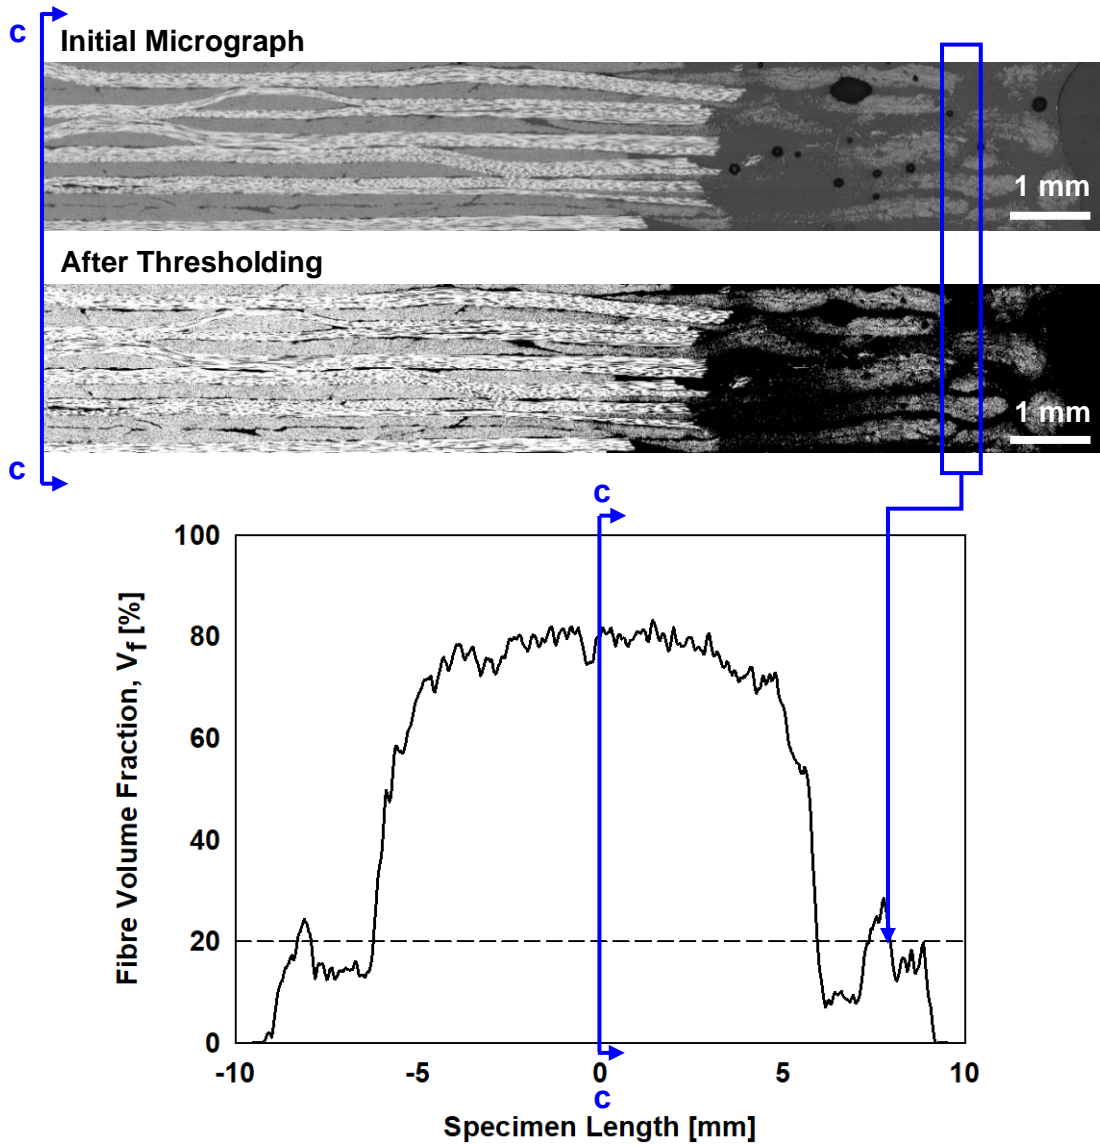 c
Initial Micrograph
1 mm
After Thresholding
1 mm
c
c
100
80
60
40
20
0
Fibre Volume Fraction, Vf [%]
-10
-5
0
5
10
c
Specimen Length [mm]